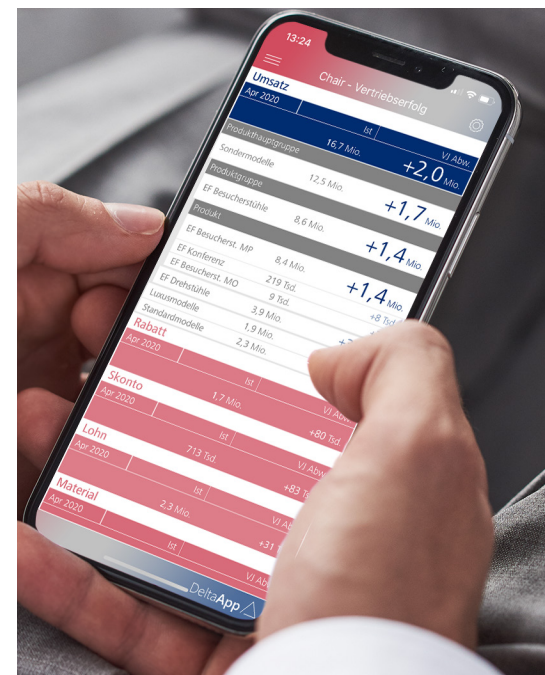 13:24
Chair - Vertriebserfolg
Umsatz
Apr 2020 Ist VJ Abw.
16,7 Mio. +2,0 Mio.
Produkthauptgruppe
Sondermodelle 12,5 Mio. +1,7 Mio.
Produktgruppe
EF Besucherstühle 8,6 Mio. +1,4 Mio.
Produkt
EF Besucherst. MP 8,4 Mio. +1,4 Mio.
EF Konferenz 219 Tsd. +8 Tsd.
EF Besucherst. MO 9 Tsd.
EF Drehstühle 3,9 Mio.
Luxusmodelle 1,9 Mio.
Standardmodelle 2,3 Mio.
Rabatt
Apr 2020 Ist VJ Abw.
1,7 Mio. +80 Tsd.
Skonto
Apr 2020 Ist VJ Abw.
713 Tsd. +83
Lohn
Apr 2020 Ist
2,3 Mio. +31
Material
Apr 2020 Ist VJ
DeltaApp